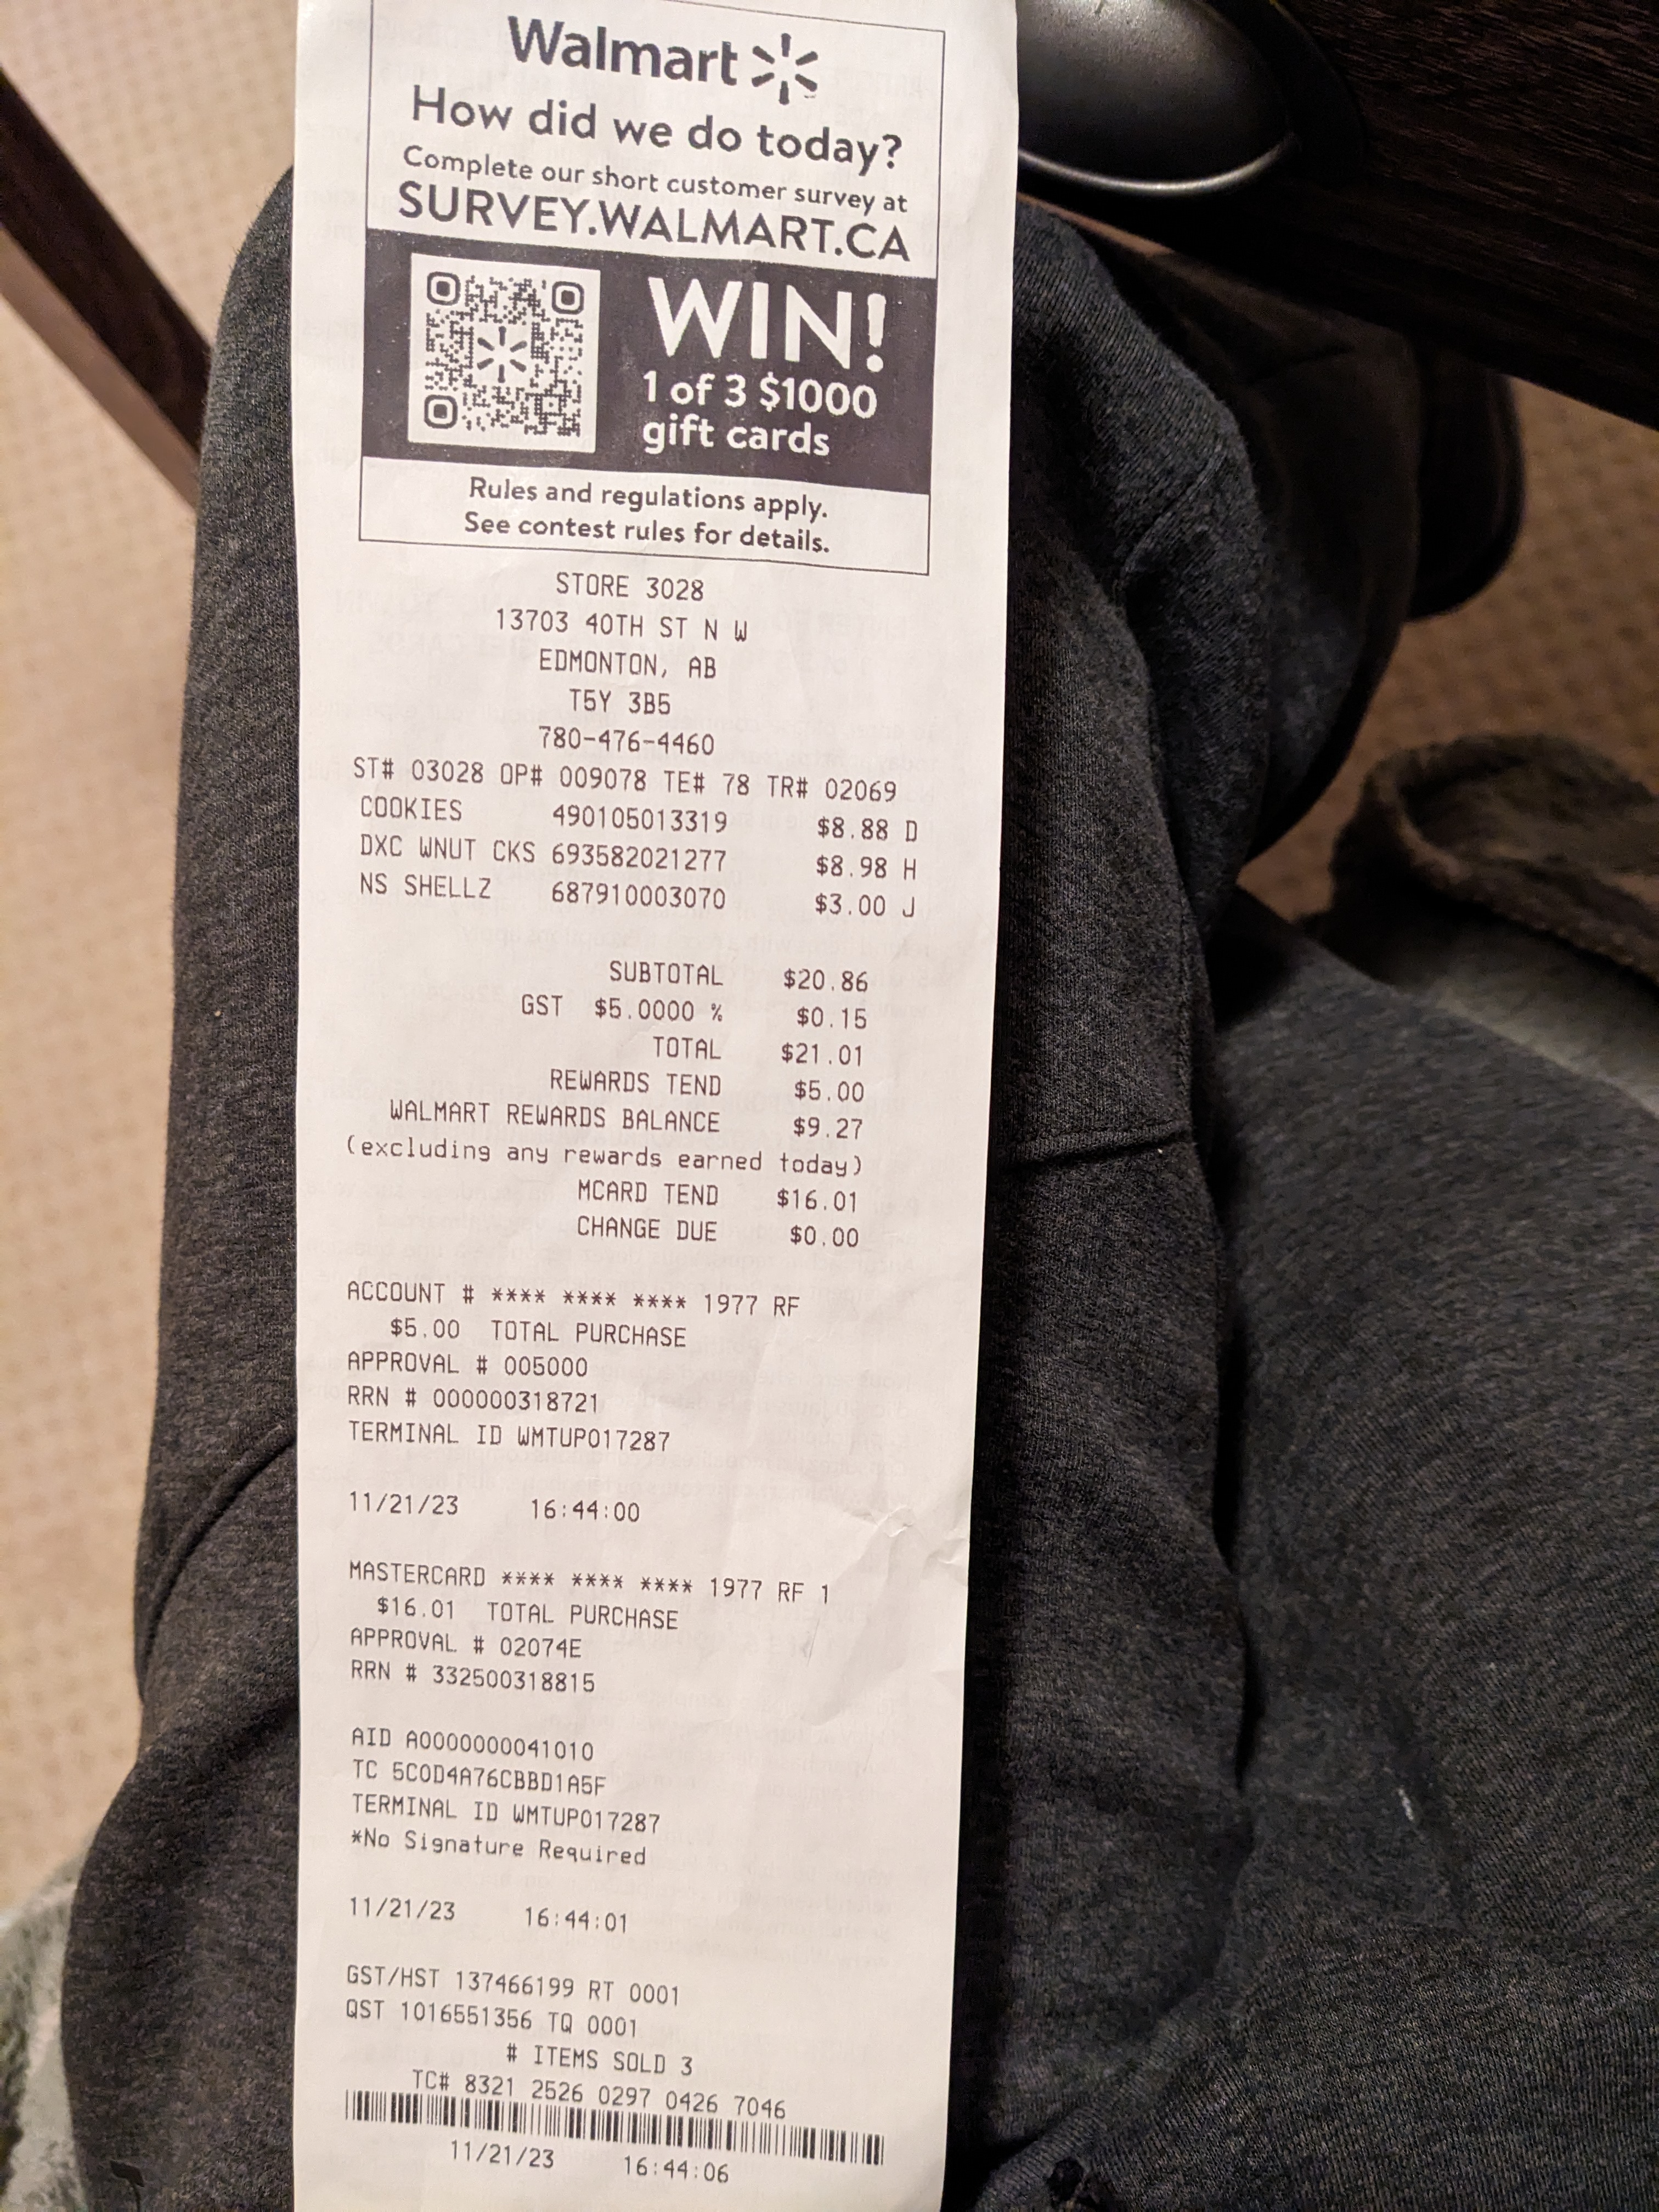 Walmart
How did we do today?
Complete our short customer survey at
SURVEY.WALMART.CA
WIN!
1 of 3 $1000
gift cards
Rules and regulations apply.
See contest rules for details.
STORE 3028
13703 40TH ST N W
EDMONTON, AB
T5Y 3B5
780-476-4460
ST# 03028 OP# 009078 TE# 78 TR# 02069
COOKIES 490105013319 $8.88 D
DXC WNUT CKS 693582021277 $8.98 H
NS SHELLZ 687910003070 $3.00 J
SUBTOTAL $20.86
GST $5.0000 % $0.15
TOTAL $21.01
REWARDS TEND $5.00
WALMART REWARDS BALANCE $9.27
(excluding any rewards earned today)
MCARD TEND $16.01
CHANGE DUE $0.00
ACCOUNT # **** **** **** 1977 RF
$5.00 TOTAL PURCHASE
APPROVAL # 005000
RRN # 000000318721
TERMINAL ID WMTUP017287
11/21/23 16:44:00
MASTERCARD **** **** **** 1977 RF 1
$16.01 TOTAL PURCHASE
APPROVAL # 02074E
RRN # 332500318815
AID A0000000041010
TC 5C0D4A76CBBD1A5F
TERMINAL ID WMTUP017287
*No Signature Required
11/21/23 16:44:01
GST/HST 137466199 RT 0001
QST 1016551356 TQ 0001
# ITEMS SOLD 3
TC# 8321 2526 0297 0426 7046
11/21/23 16:44:06